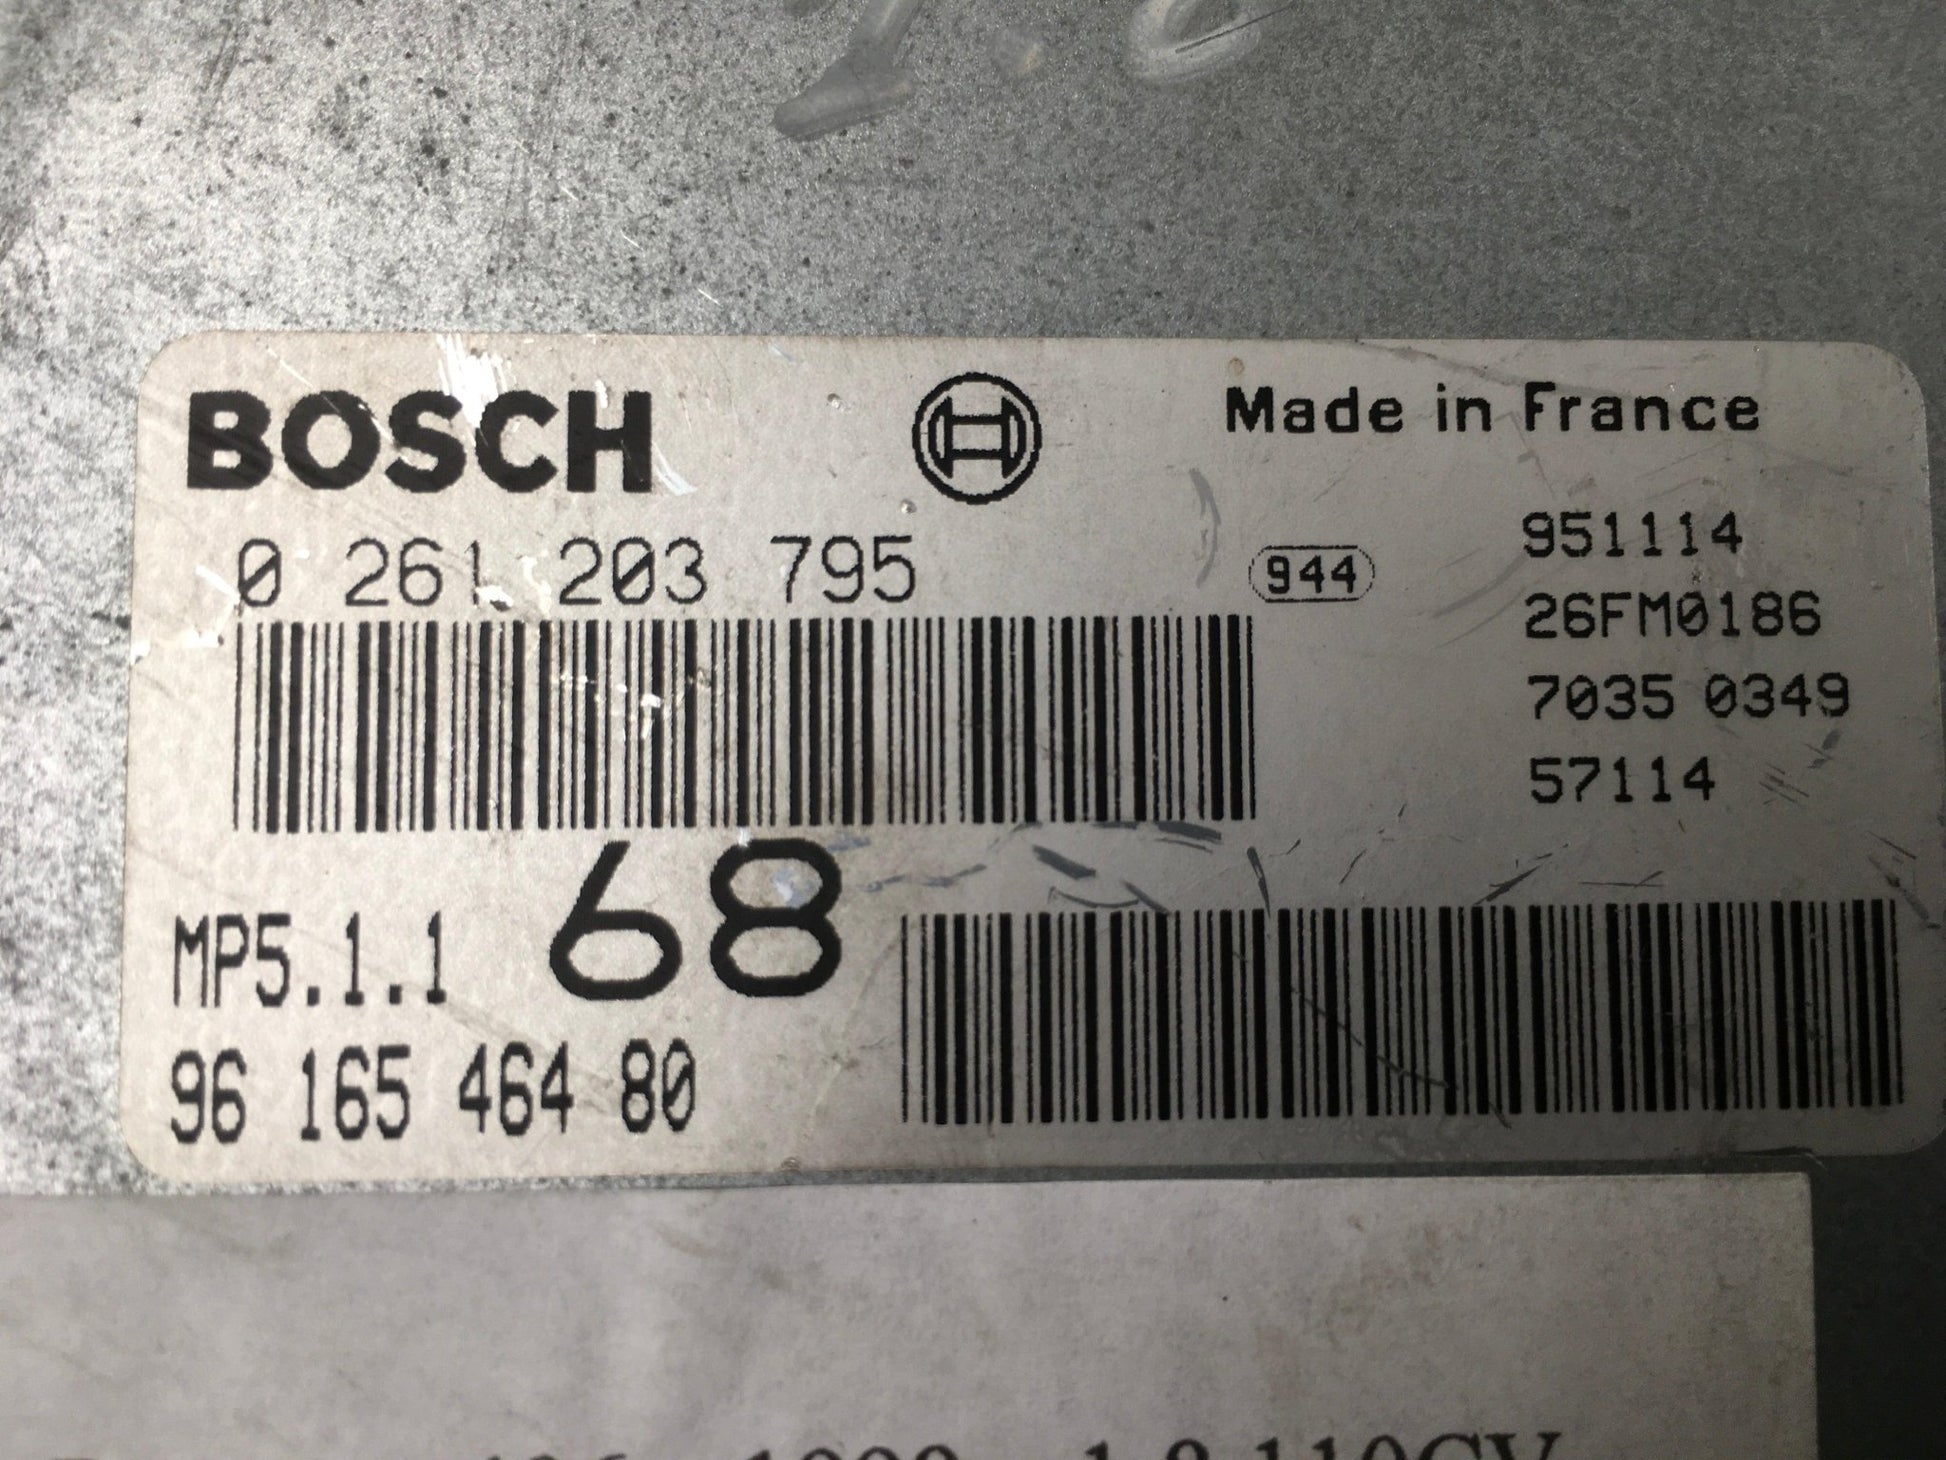 BOSCH
Made in France
0 261 203 795
944
951114
26FM0186
7035 0349
57114
MP5.1.1 68
96 165 464 80